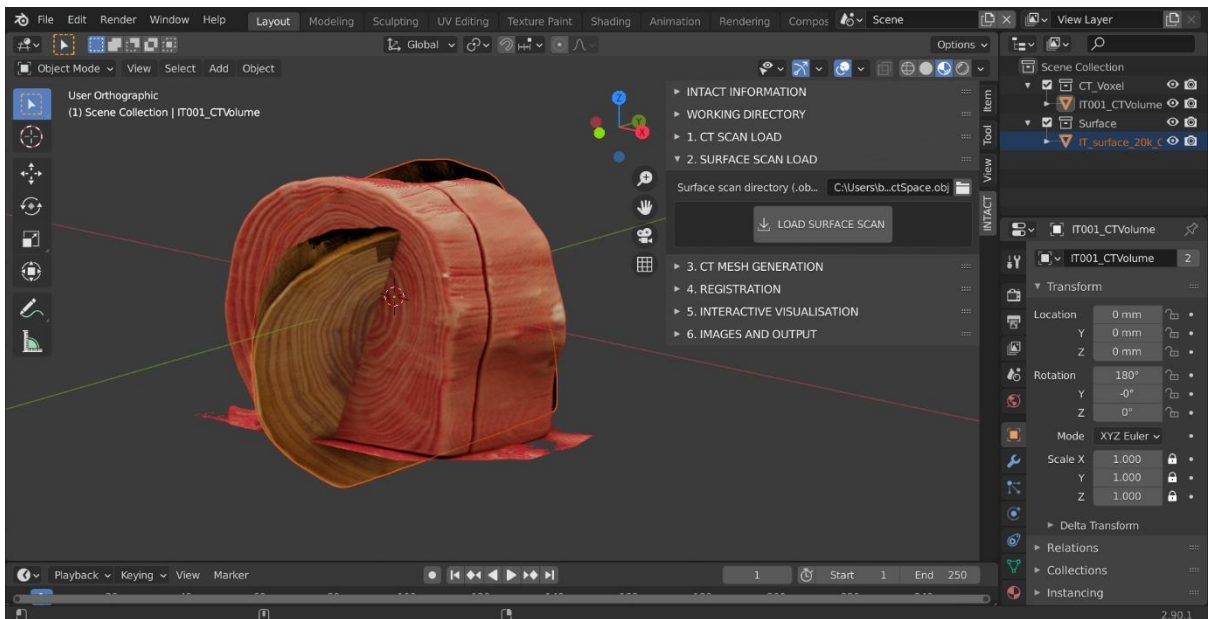 File Edit Render Window Help Layout Modeling Sculpting UV Editing Texture Paint Shading Animation Rendering Compos Scene View Layer
Global Options
Object Mode View Select Add Object
User Orthographic
(1) Scene Collection | IT001_CTVolume
Z
Y
X
INTACT INFORMATION
WORKING DIRECTORY
1. CT SCAN LOAD
2. SURFACE SCAN LOAD
Surface scan directory (.ob... C:\Users\b...ctSpace.obj
LOAD SURFACE SCAN
3. CT MESH GENERATION
4. REGISTRATION
5. INTERACTIVE VISUALISATION
6. IMAGES AND OUTPUT
Item
Tool
View
INTACT
Scene Collection
CT_Voxel
IT001_CTVolume
Surface
IT_surface_20k_C
IT001_CTVolume
IT001_CTVolume 2
Transform
Location 0 mm
Y 0 mm
Z 0 mm
Rotation 180°
Y -0°
Z 0°
Mode XYZ Euler
Scale X 1.000
Y 1.000
Z 1.000
Delta Transform
Relations
Collections
Instancing
Playback Keying View Marker 1 Start 1 End 250
2.90.1